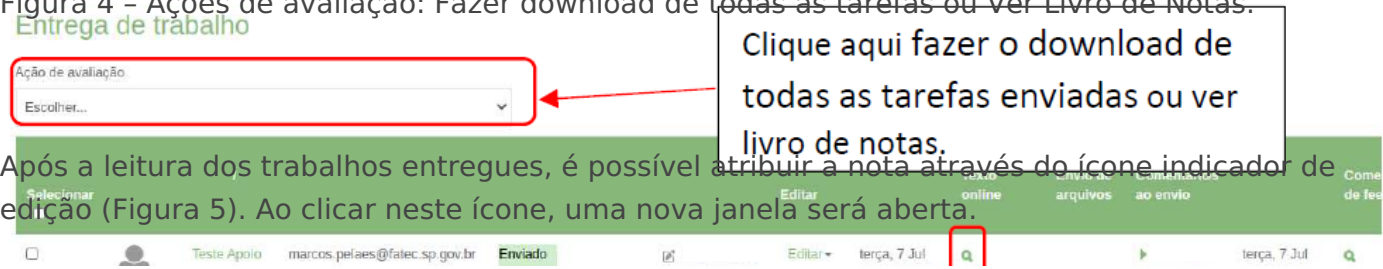 Figura 4 – Ações de avaliação: Fazer download de todas as tarefas ou Ver Livro de Notas.
Entrega de trabalho
Ação de avaliação
Escolher...
Clique aqui fazer o download de
todas as tarefas enviadas ou ver
livro de notas.
Após a leitura dos trabalhos entregues, é possível atribuir a nota através do ícone indicador de
edição (Figura 5). Ao clicar neste ícone, uma nova janela será aberta.
Selecionar Editar Texto online Envio de arquivos Comentários ao envio
Teste Apoio marcos.pelaes@fatec.sp.gov.br Enviado Editar terça, 7 Jul terça, 7 Jul